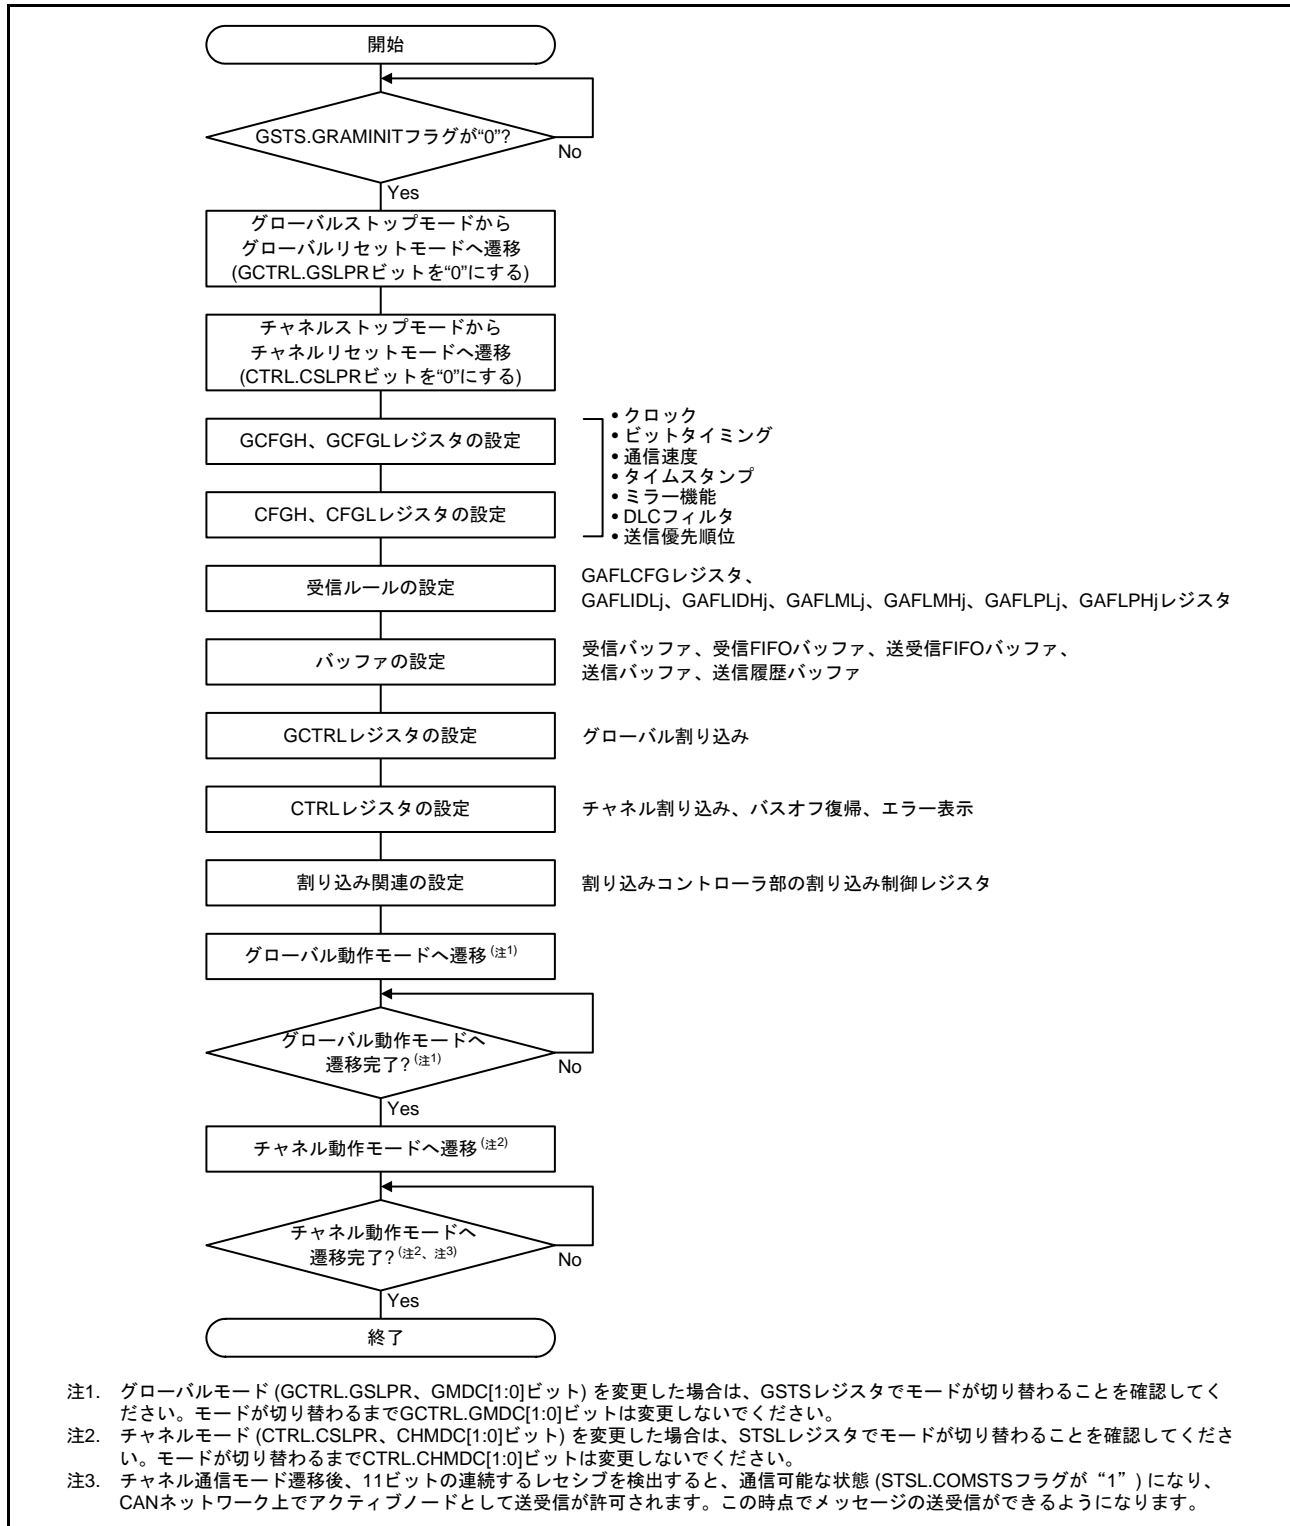 開始
GSTS.GRAMINITフラグが“0”?
No
Yes
グローバルストップモードから
グローバルリセットモードへ遷移
(GCTRL.GSLPRビットを“0”にする)
チャネルストップモードから
チャネルリセットモードへ遷移
(CTRL.CSLPRビットを“0”にする)
GCFGH、GCFGLレジスタの設定
CFGH、CFGLレジスタの設定
• クロック
• ビットタイミング
• 通信速度
• タイムスタンプ
• ミラー機能
• DLCフィルタ
• 送信優先順位
受信ルールの設定
GAFLCFGレジスタ、
GAFLIDLj、GAFLIDHj、GAFLMLj、GAFLMHj、GAFLPLj、GAFLPHjレジスタ
バッファの設定
受信バッファ、受信FIFOバッファ、送受信FIFOバッファ、
送信バッファ、送信履歴バッファ
GCTRLレジスタの設定
グローバル割り込み
CTRLレジスタの設定
チャネル割り込み、バスオフ復帰、エラー表示
割り込み関連の設定
割り込みコントローラ部の割り込み制御レジスタ
グローバル動作モードへ遷移 (注1)
グローバル動作モードへ
遷移完了? (注1)
No
Yes
チャネル動作モードへ遷移 (注2)
チャネル動作モードへ
遷移完了? (注2、注3)
No
Yes
終了
注1. グローバルモード (GCTRL.GSLPR、GMDC[1:0]ビット) を変更した場合は、GSTSレジスタでモードが切り替わることを確認してく
ださい。モードが切り替わるまでGCTRL.GMDC[1:0]ビットは変更しないでください。
注2. チャネルモード (CTRL.CSLPR、CHMDC[1:0]ビット) を変更した場合は、STSLレジスタでモードが切り替わることを確認してくださ
い。モードが切り替わるまでCTRL.CHMDC[1:0]ビットは変更しないでください。
注3. チャネル通信モード遷移後、11ビットの連続するレセシブを検出すると、通信可能な状態 (STSL.COMSTSフラグが“1”) になり、
CANネットワーク上でアクティブノードとして送受信が許可されます。この時点でメッセージの送受信ができるようになります。